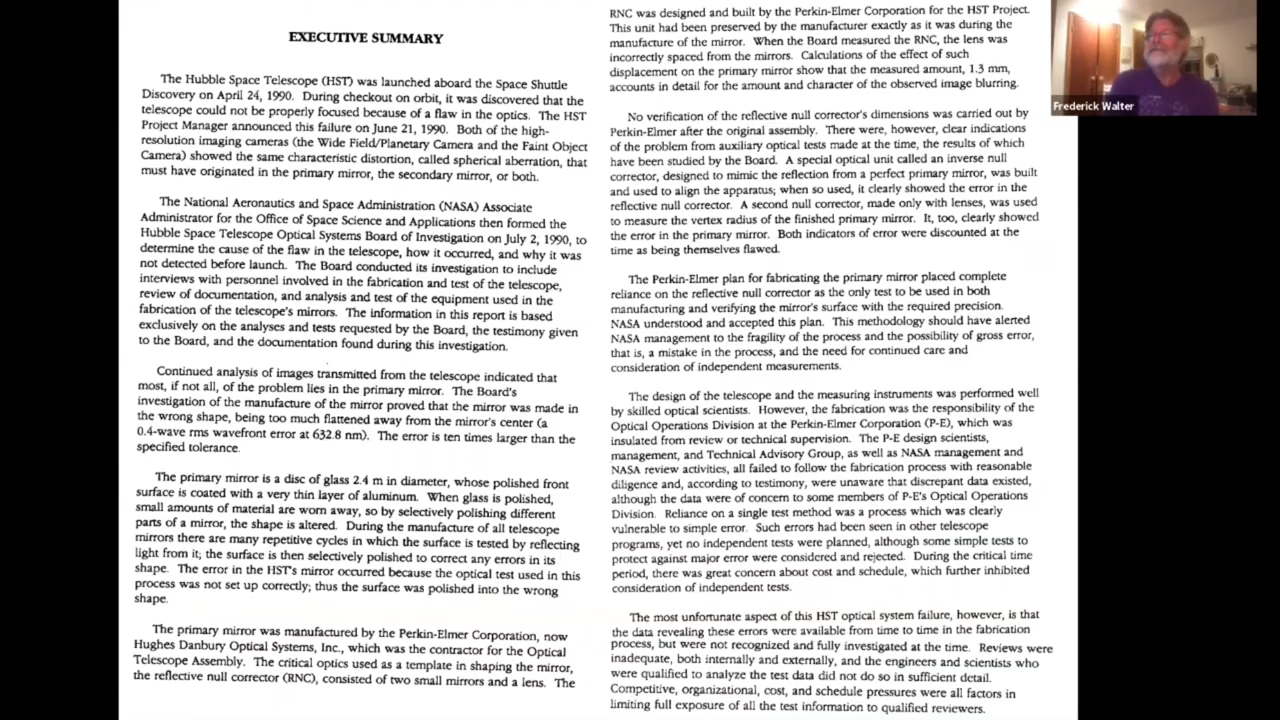 EXECUTIVE SUMMARY
The Hubble Space Telescope (HST) was launched aboard the Space Shuttle
Discovery on April 24, 1990. During checkout on orbit, it was discovered that the
telescope could not be properly focused because of a flaw in the optics. The HST
Project Manager announced this failure on June 21, 1990. Both of the high-
resolution imaging cameras (the Wide Field/Planetary Camera and the Faint Object
Camera) showed the same characteristic distortion, called spherical aberration, that
must have originated in the primary mirror, the secondary mirror, or both.
The National Aeronautics and Space Administration (NASA) Associate
Administrator for the Office of Space Science and Applications then formed the
Hubble Space Telescope Optical Systems Board of Investigation on July 2, 1990, to
determine the cause of the flaw in the telescope, how it occurred, and why it was
not detected before launch. The Board conducted its investigation to include
interviews with personnel involved in the fabrication and test of the telescope,
review of documentation, and analysis and test of the equipment used in the
fabrication of the telescope's mirrors. The information in this report is based
exclusively on the analyses and tests requested by the Board, the testimony given
to the Board, and the documentation found during this investigation.
Continued analysis of images transmitted from the telescope indicated that
most, if not all, of the problem lies in the primary mirror. The Board's
investigation of the manufacture of the mirror proved that the mirror was made in
the wrong shape, being too much flattened away from the mirror's center (a
0.4-wave rms wavefront error at 632.8 nm). The error is ten times larger than the
specified tolerance.
The primary mirror is a disc of glass 2.4 m in diameter, whose polished front
surface is coated with a very thin layer of aluminum. When glass is polished,
small amounts of material are worn away, so by selectively polishing different
parts of a mirror, the shape is altered. During the manufacture of all telescope
mirrors there are many repetitive cycles in which the surface is tested by reflecting
light from it; the surface is then selectively polished to correct any errors in its
shape. The error in the HST's mirror occurred because the optical test used in this
process was not set up correctly; thus the surface was polished into the wrong
shape.
The primary mirror was manufactured by the Perkin-Elmer Corporation, now
Hughes Danbury Optical Systems, Inc., which was the contractor for the Optical
Telescope Assembly. The critical optics used as a template in shaping the mirror,
the reflective null corrector (RNC), consisted of two small mirrors and a lens. The
RNC was designed and built by the Perkin-Elmer Corporation for the HST Project.
This unit had been preserved by the manufacturer exactly as it was during the
manufacture of the mirror. When the Board measured the RNC, the lens was
incorrectly spaced from the mirrors. Calculations of the effect of such
displacement on the primary mirror show that the measured amount, 1.3 mm,
accounts in detail for the amount and character of the observed image blurring.
No verification of the reflective null corrector's dimensions was carried out by
Perkin-Elmer after the original assembly. There were, however, clear indications
of the problem from auxiliary optical tests made at the time, the results of which
have been studied by the Board. A special optical unit called an inverse null
corrector, designed to mimic the reflection from a perfect primary mirror, was built
and used to align the apparatus; when so used, it clearly showed the error in the
reflective null corrector. A second null corrector, made only with lenses, was used
to measure the vertex radius of the finished primary mirror. It, too, clearly showed
the error in the primary mirror. Both indicators of error were discounted at the
time as being themselves flawed.
The Perkin-Elmer plan for fabricating the primary mirror placed complete
reliance on the reflective null corrector as the only test to be used in both
manufacturing and verifying the mirror's surface with the required precision.
NASA understood and accepted this plan. This methodology should have alerted
NASA management to the fragility of the process and the possibility of gross error,
that is, a mistake in the process, and the need for continued care and
consideration of independent measurements.
The design of the telescope and the measuring instruments was performed well
by skilled optical scientists. However, the fabrication was the responsibility of the
Optical Operations Division at the Perkin-Elmer Corporation (P-E), which was
insulated from review or technical supervision. The P-E design scientists,
management, and Technical Advisory Group, as well as NASA management and
NASA review activities, all failed to follow the fabrication process with reasonable
diligence and, according to testimony, were unaware that discrepant data existed,
although the data were of concern to some members of P-E's Optical Operations
Division. Reliance on a single test method was a process which was clearly
vulnerable to simple error. Such errors had been seen in other telescope
programs, yet no independent tests were planned, although some simple tests to
protect against major error were considered and rejected. During the critical time
period, there was great concern about cost and schedule, which further inhibited
consideration of independent tests.
The most unfortunate aspect of this HST optical system failure, however, is that
the data revealing these errors were available from time to time in the fabrication
process, but were not recognized and fully investigated at the time. Reviews were
inadequate, both internally and externally, and the engineers and scientists who
were qualified to analyze the test data did not do so in sufficient detail.
Competitive, organizational, cost, and schedule pressures were all factors in
limiting full exposure of all the test information to qualified reviewers.
Frederick Walter